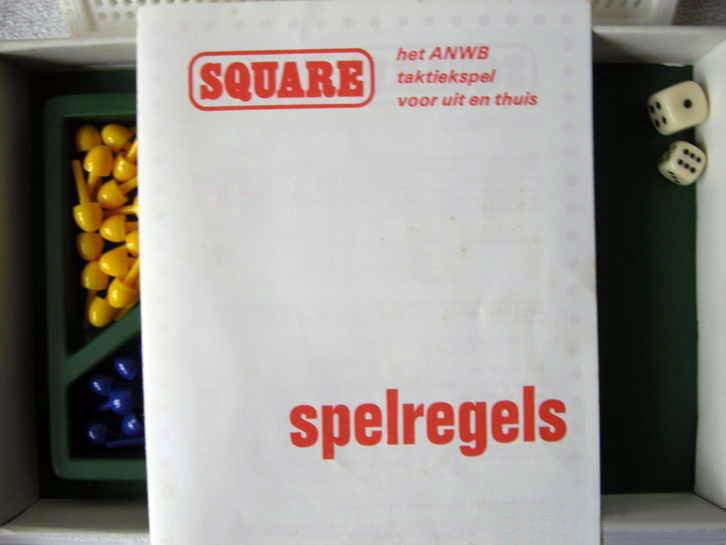 SQUARE
het ANWB
taktiekspel
voor uit en thuis
spelregels